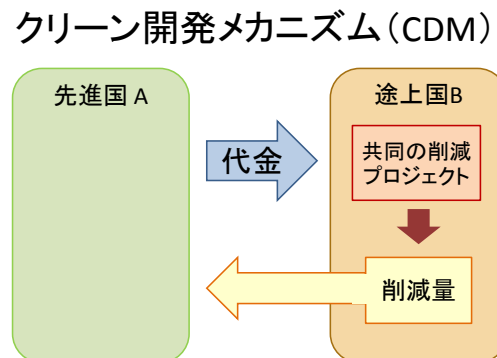 クリーン開発メカニズム（CDM）
先進国 A
途上国B
代金
共同の削減
プロジェクト
削減量